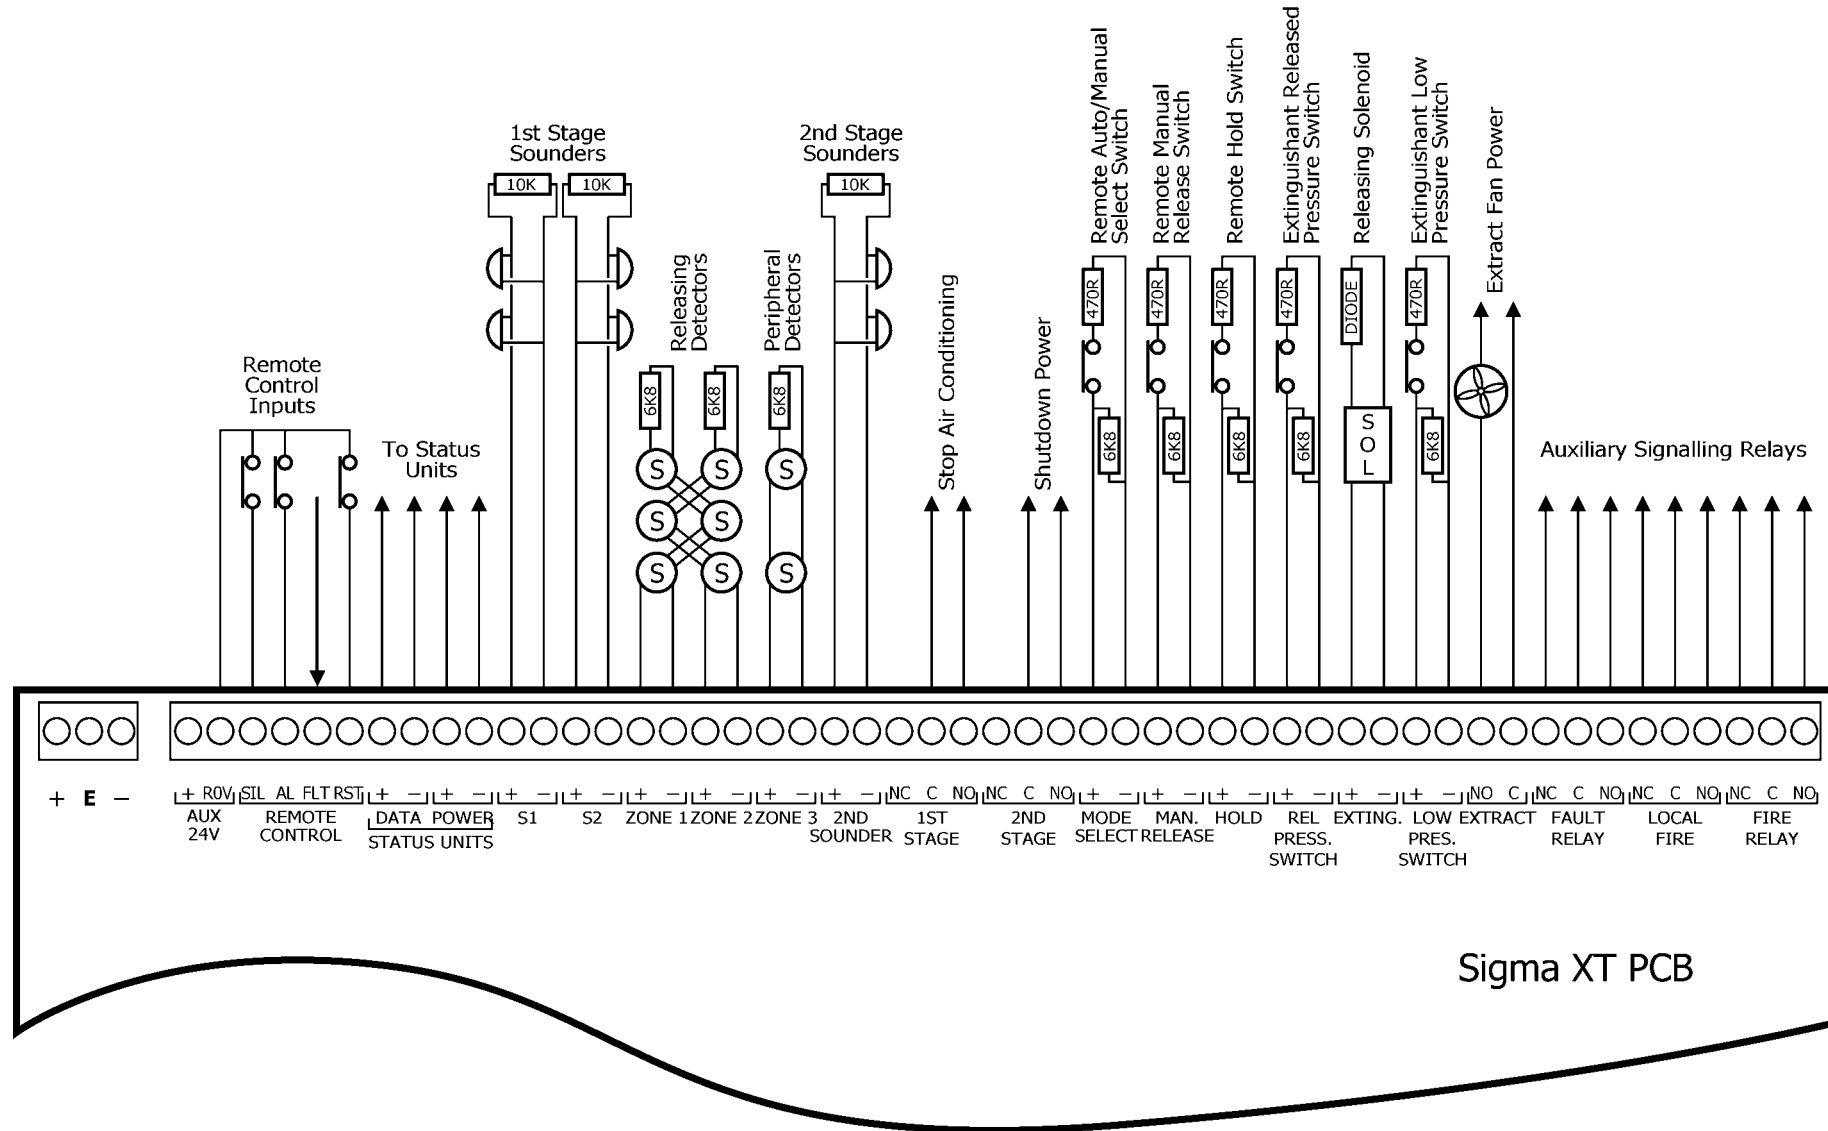 1st Stage
Sounders
10K
10K
2nd Stage
Sounders
10K
Remote Auto/Manual
Select Switch
Remote Manual
Release Switch
Remote Hold Switch
Extinguishant Released
Pressure Switch
Releasing Solenoid
Extinguishant Low
Pressure Switch
Extract Fan Power
Releasing
Detectors
Peripheral
Detectors
Stop Air Conditioning
Shutdown Power
470R
470R
470R
470R
DIODE
470R
Remote
Control
Inputs
To Status
Units
6K8
6K8
6K8
6K8
6K8
6K8
6K8
S
O
L
6K8
Auxiliary Signalling Relays
S
S
S
S
S
S
S
S
+ E −
+ R0V SIL AL FLT RST + − + − + − + − + − + − + − + − NC C NO NC C NO + − + − + − + − + − + − NO C NC C NO NC C NO NC C NO
AUX
24V
REMOTE
CONTROL
DATA POWER
STATUS UNITS
S1
S2
ZONE 1
ZONE 2
ZONE 3
2ND
SOUNDER
1ST
STAGE
2ND
STAGE
MODE
SELECT
MAN.
RELEASE
HOLD
REL
PRESS.
SWITCH
EXTING.
LOW
PRES.
SWITCH
EXTRACT
FAULT
RELAY
LOCAL
FIRE
FIRE
RELAY
Sigma XT PCB